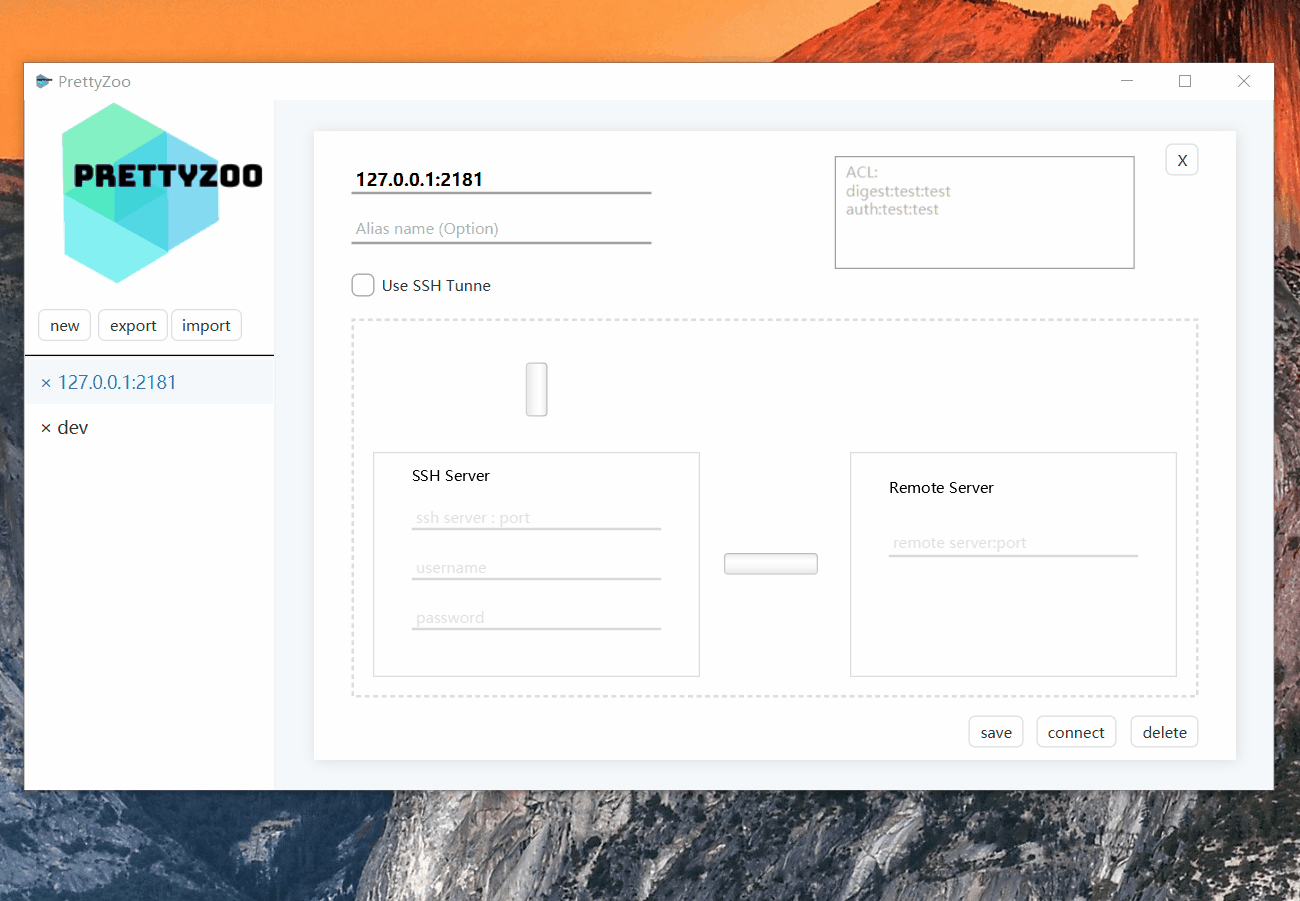 PrettyZoo
PRETTYZOO
new
export
import
× 127.0.0.1:2181
× dev
X
127.0.0.1:2181
Alias name (Option)
ACL:
digest:test:test
auth:test:test
Use SSH Tunne
SSH Server
ssh server : port
username
password
Remote Server
remote server:port
save
connect
delete